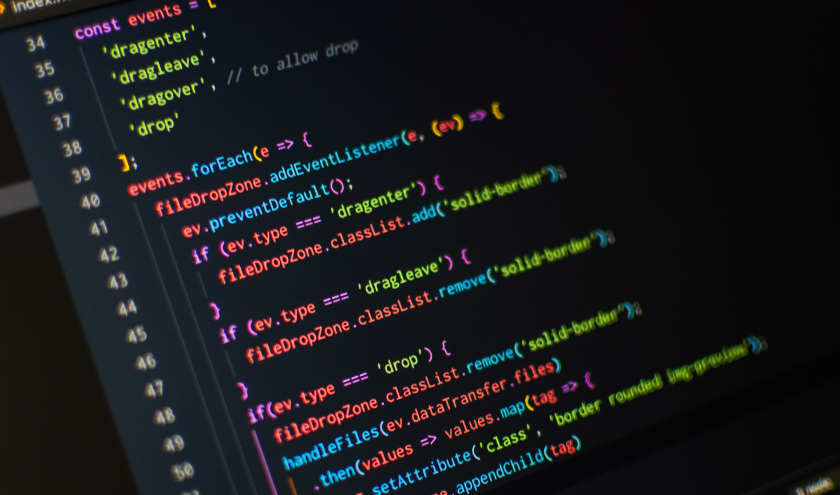 const events = [
34 'dragenter',
35 'dragleave',
36 'dragover', // to allow drop
37 'drop'
38 ];
39 events.forEach(e => {
40 fileDropZone.addEventListener(e, (ev) => {
41 ev.preventDefault();
42 if (ev.type === 'dragenter') {
43 fileDropZone.classList.add('solid-border');
44 }
45 if (ev.type === 'dragleave') {
46 fileDropZone.classList.remove('solid-border');
47 }
48 if(ev.type === 'drop') {
49 fileDropZone.classList.remove('solid-border');
50 handleFiles(ev.dataTransfer.files)
.then(values => values.map(tag => {
setAttribute('class', 'border rounded img-preview');
.appendChild(tag)